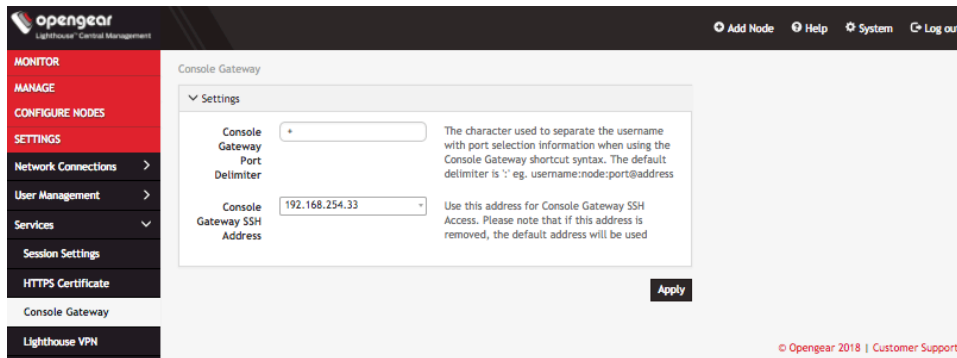 opengear
Lighthouse™ Central Management
Add Node Help System Log ou
MONITOR
MANAGE
CONFIGURE NODES
SETTINGS
Network Connections
User Management
Services
Session Settings
HTTPS Certificate
Console Gateway
Lighthouse VPN
Console Gateway
Settings
Console
Gateway
Port
Delimiter
+
The character used to separate the username
with port selection information when using the
Console Gateway shortcut syntax. The default
delimiter is ':' eg. username:node:port@address
Console
Gateway SSH
Address
192.168.254.33
Use this address for Console Gateway SSH
Access. Please note that if this address is
removed, the default address will be used
Apply
© Opengear 2018 | Customer Support